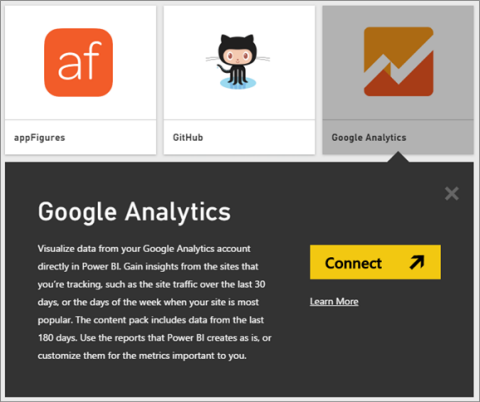 af
appFigures
GitHub
Google Analytics
Google Analytics
Visualize data from your Google Analytics account
directly in Power BI. Gain insights from the sites that
you're tracking, such as the site traffic over the last 30
days, or the days of the week when your site is most
popular. The content pack includes data from the last
180 days. Use the reports that Power BI creates as is, or
customize them for the metrics important to you.
Connect
Learn More